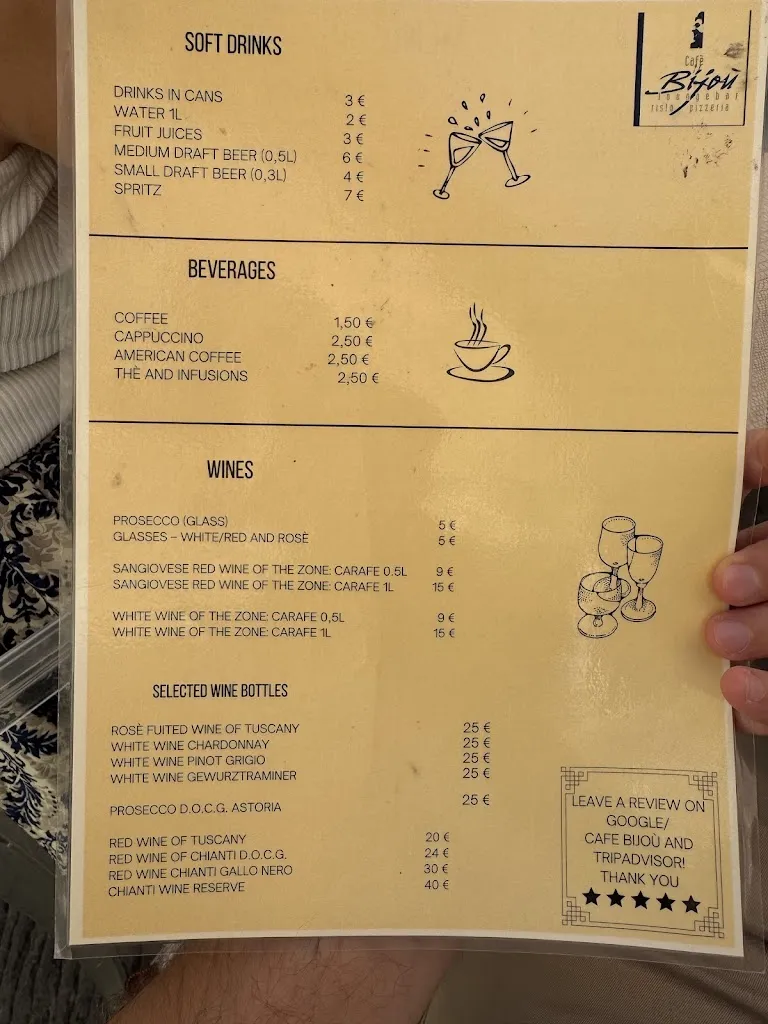 SOFT DRINKS
Cafè
Bijoù
loungebar
risto pizzeria
DRINKS IN CANS 3 €
WATER 1L 2 €
FRUIT JUICES 3 €
MEDIUM DRAFT BEER (0,5L) 6 €
SMALL DRAFT BEER (0,3L) 4 €
SPRITZ 7 €
BEVERAGES
COFFEE 1,50 €
CAPPÙCCINO 2,50 €
AMERICAN COFFEE 2,50 €
THÈ AND INFUSIONS 2,50 €
WINES
PROSECCO (GLASS) 5 €
GLASSES – WHITE/RED AND ROSÈ 5 €
SANGIOVESE RED WINE OF THE ZONE: CARAFE 0.5L 9 €
SANGIOVESE RED WINE OF THE ZONE: CARAFE 1L 15 €
WHITE WINE OF THE ZONE: CARAFE 0,5L 9 €
WHITE WINE OF THE ZONE: CARAFE 1L 15 €
SELECTED WINE BOTTLES
ROSÈ FUITED WINE OF TUSCANY 25 €
WHITE WINE CHARDONNAY 25 €
WHITE WINE PINOT GRIGIO 25 €
WHITE WINE GEWURZTRAMINER 25 €
PROSECCO D.O.C.G. ASTORIA 25 €
RED WINE OF TUSCANY 20 €
RED WINE OF CHIANTI D.O.C.G. 24 €
RED WINE CHIANTI GALLO NERO 30 €
CHIANTI WINE RESERVE 40 €
LEAVE A REVIEW ON
GOOGLE/
CAFE BIJOÙ AND
TRIPADVISOR!
THANK YOU
★★★★★